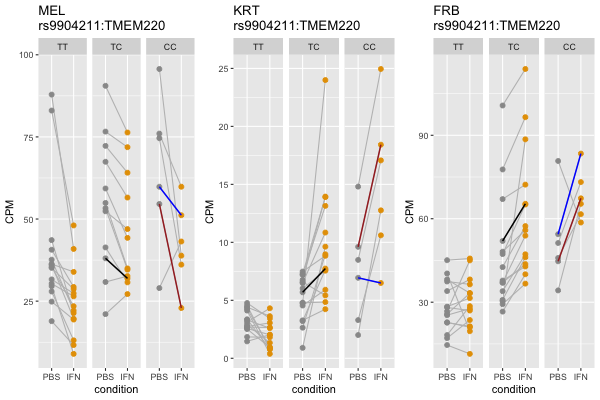 MEL
rs9904211:TMEM220
TT TC CC
100
75
50
25
CPM
PBS IFN PBS IFN PBS IFN
condition
KRT
rs9904211:TMEM220
TT TC CC
25
20
15
10
5
0
CPM
PBS IFN PBS IFN PBS IFN
condition
FRB
rs9904211:TMEM220
TT TC CC
90
60
30
CPM
PBS IFN PBS IFN PBS IFN
condition